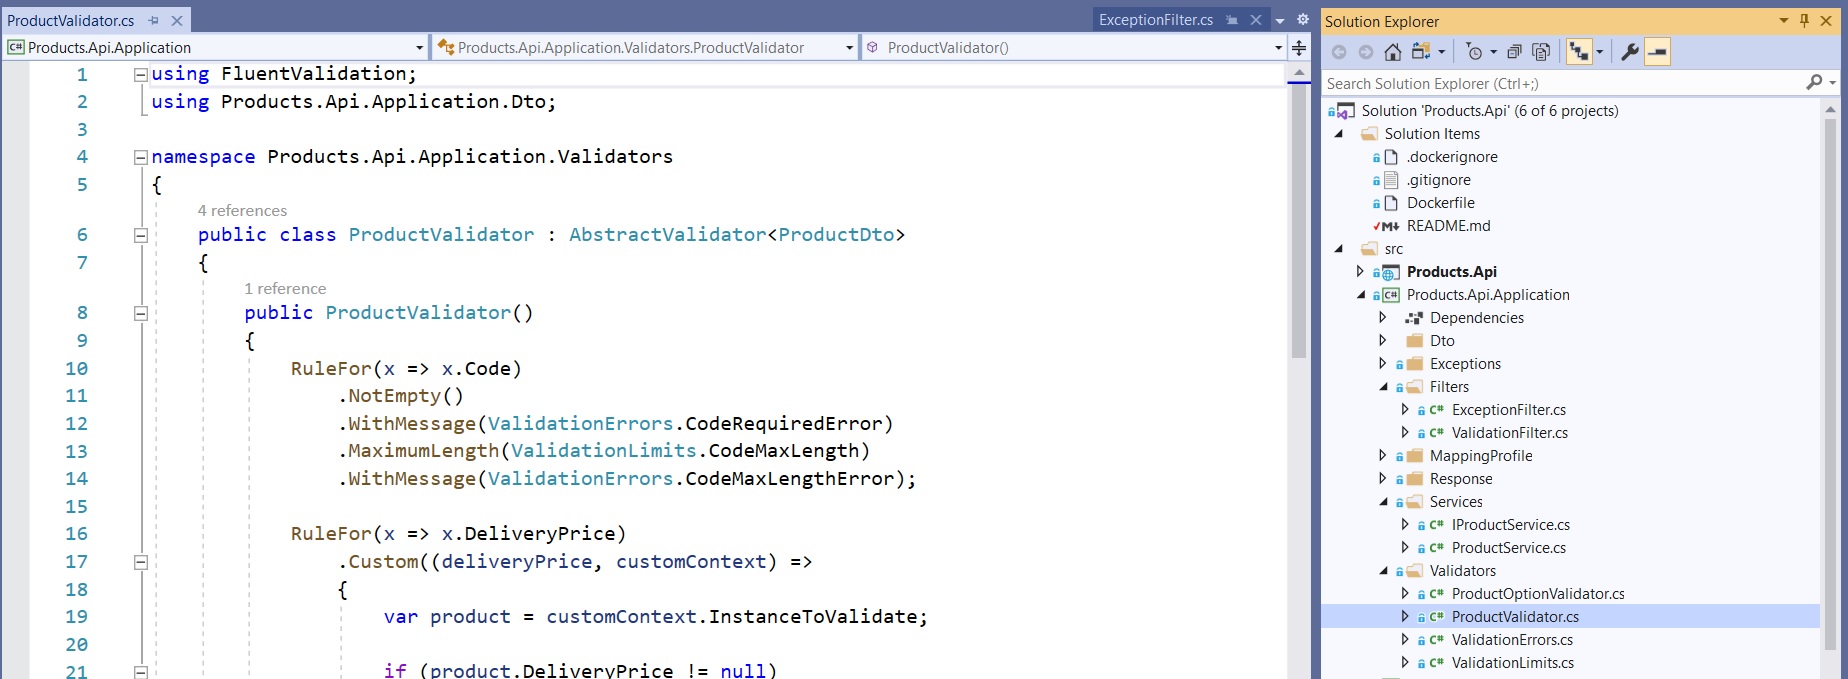 ProductValidator.cs
ExceptionFilter.cs
C# Products.Api.Application
Products.Api.Application.Validators.ProductValidator
ProductValidator()
1 using FluentValidation;
2 using Products.Api.Application.Dto;
3
4 namespace Products.Api.Application.Validators
5 {
4 references
6 public class ProductValidator : AbstractValidator<ProductDto>
7 {
1 reference
8 public ProductValidator()
9 {
10 RuleFor(x => x.Code)
11 .NotEmpty()
12 .WithMessage(ValidationErrors.CodeRequiredError)
13 .MaximumLength(ValidationLimits.CodeMaxLength)
14 .WithMessage(ValidationErrors.CodeMaxLengthError);
15
16 RuleFor(x => x.DeliveryPrice)
17 .Custom((deliveryPrice, customContext) =>
18 {
19 var product = customContext.InstanceToValidate;
20
21 if (product.DeliveryPrice != null)
Solution Explorer
Search Solution Explorer (Ctrl+;)
Solution 'Products.Api' (6 of 6 projects)
Solution Items
.dockerignore
.gitignore
Dockerfile
M README.md
src
Products.Api
C# Products.Api.Application
Dependencies
Dto
Exceptions
Filters
C# ExceptionFilter.cs
C# ValidationFilter.cs
MappingProfile
Response
Services
C# IProductService.cs
C# ProductService.cs
Validators
C# ProductOptionValidator.cs
C# ProductValidator.cs
C# ValidationErrors.cs
C# ValidationLimits.cs